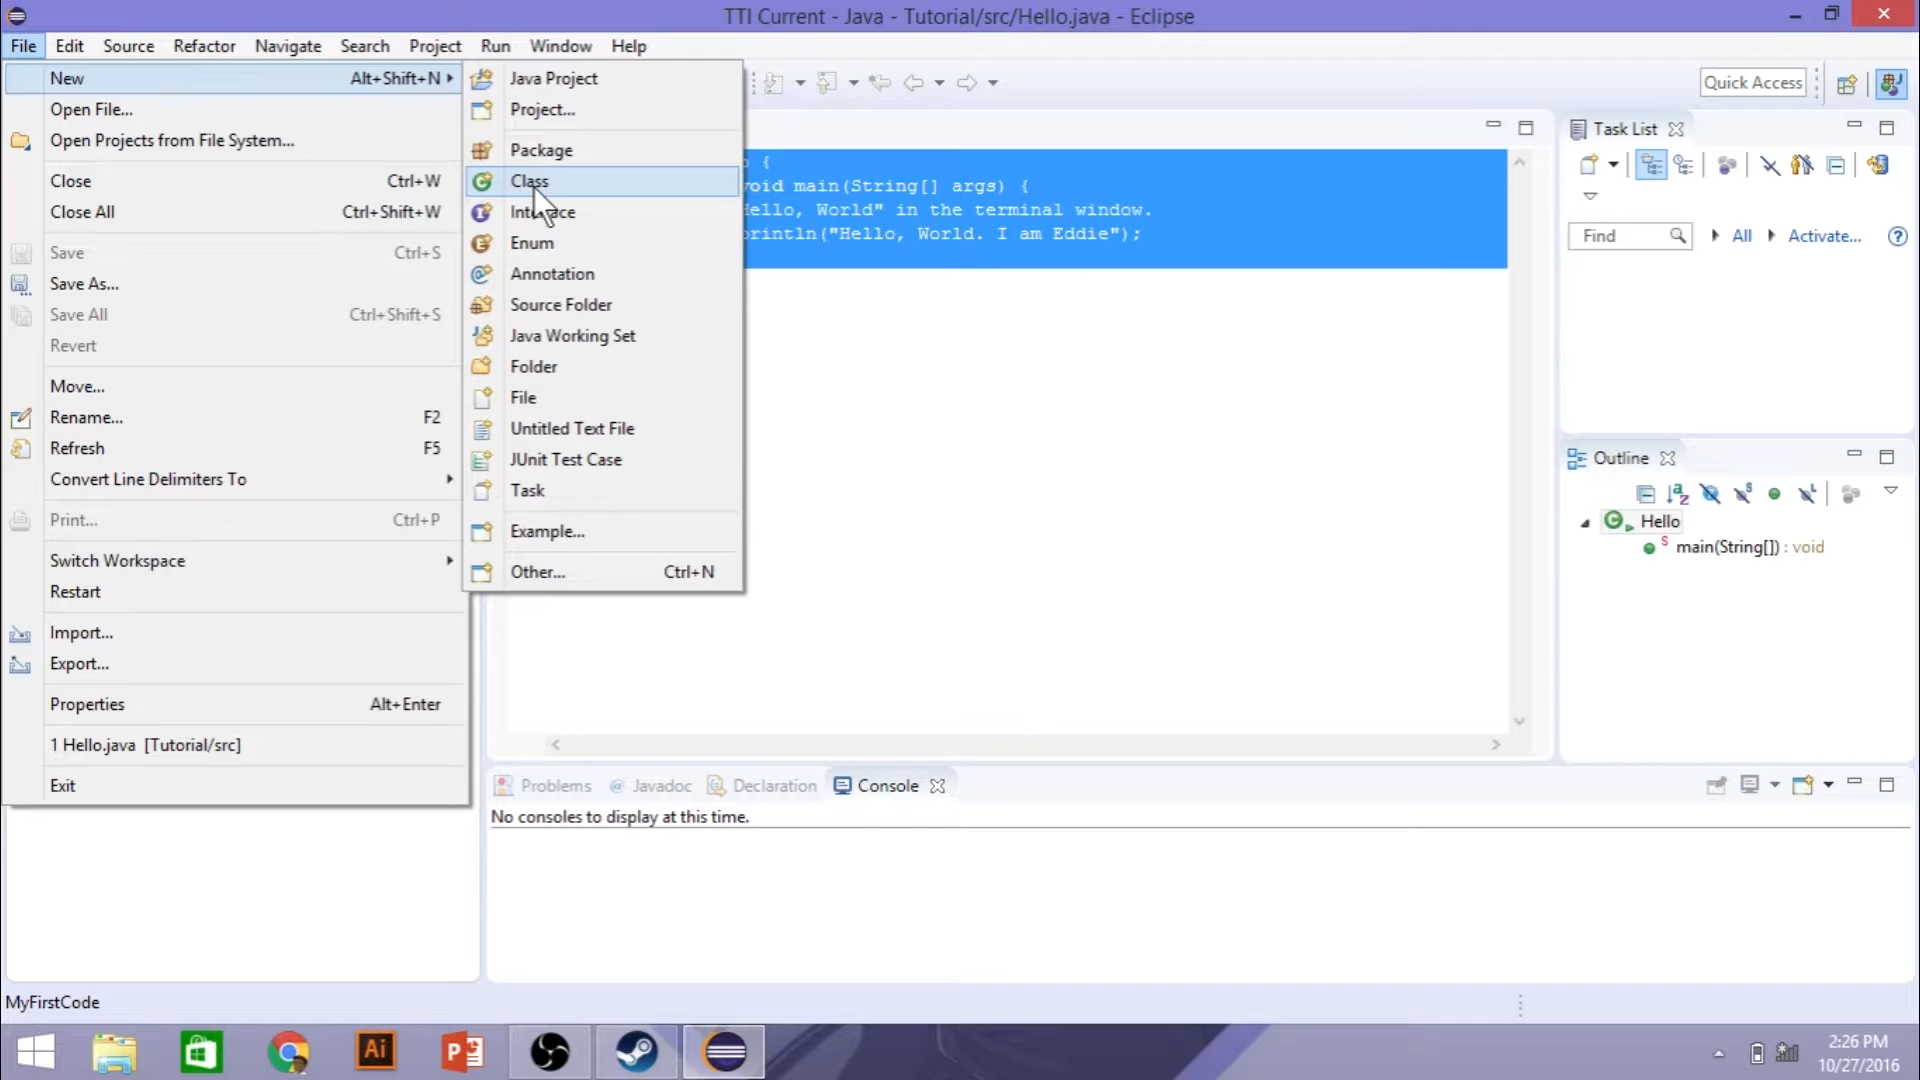 TTI Current - Java - Tutorial/src/Hello.java - Eclipse
File Edit Source Refactor Navigate Search Project Run Window Help
New Alt+Shift+N
Open File...
Open Projects from File System...
Close Ctrl+W
Close All Ctrl+Shift+W
Save Ctrl+S
Save As...
Save All Ctrl+Shift+S
Revert
Move...
Rename... F2
Refresh F5
Convert Line Delimiters To
Print... Ctrl+P
Switch Workspace
Restart
Import...
Export...
Properties Alt+Enter
1 Hello.java [Tutorial/src]
Exit
Java Project
Project...
Package
Class
Interface
Enum
Annotation
Source Folder
Java Working Set
Folder
File
Untitled Text File
JUnit Test Case
Task
Example...
Other... Ctrl+N
{
void main(String[] args) {
Hello, World" in the terminal window.
println("Hello, World. I am Eddie");
Quick Access
Task List
Find All Activate...
Outline
Hello
main(String[]) : void
Problems Javadoc Declaration Console
No consoles to display at this time.
MyFirstCode
Ai
P
2:26 PM
10/27/2016